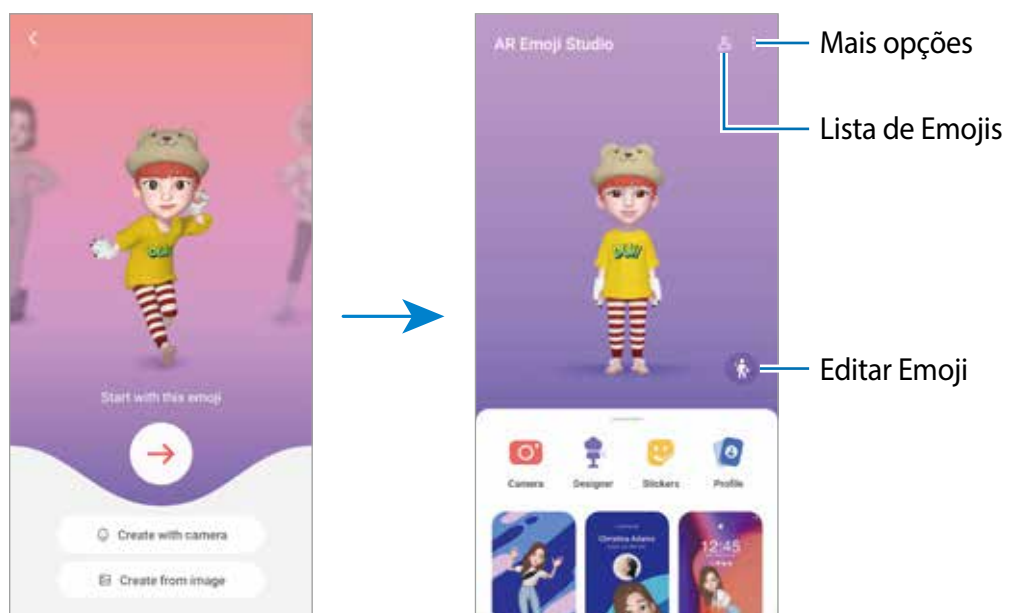 Start with this emoji
Create with camera
Create from image
AR Emoji Studio
Mais opções
Lista de Emojis
Editar Emoji
Camera
Designer
Stickers
Profile
Christina Adams
12:45